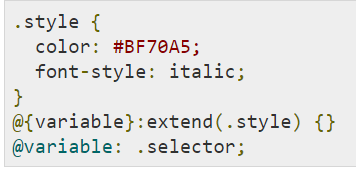 .style {
  color: #BF70A5;
  font-style: italic;
}
@{variable}:extend(.style) {}
@variable: .selector;